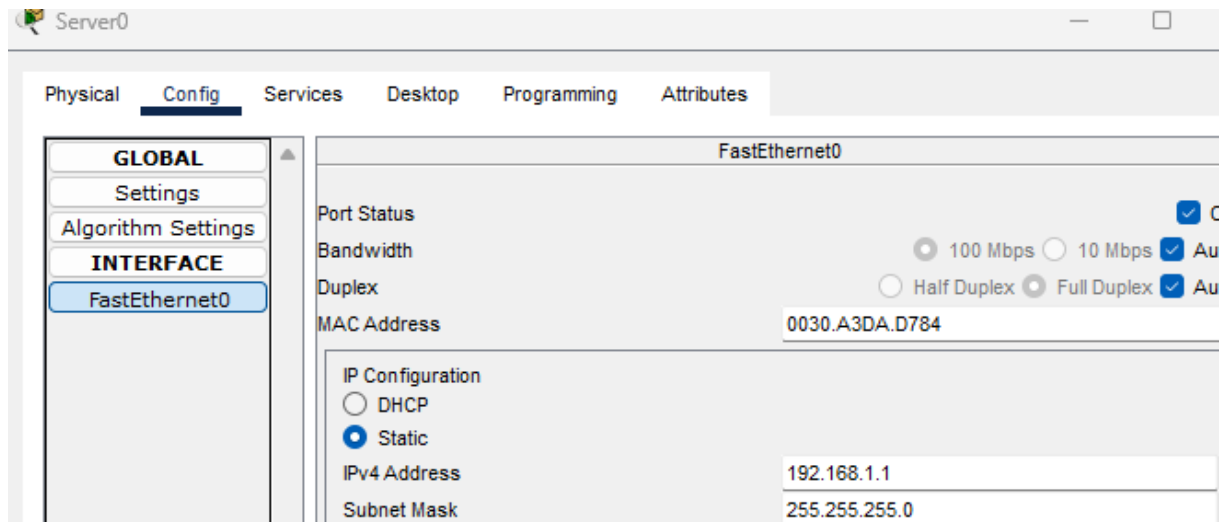 Server0
Physical Config Services Desktop Programming Attributes
GLOBAL
Settings
Algorithm Settings
INTERFACE
FastEthernet0
FastEthernet0
Port Status
Bandwidth 100 Mbps 10 Mbps Au
Duplex Half Duplex Full Duplex Au
MAC Address 0030.A3DA.D784
IP Configuration
DHCP
Static
IPv4 Address 192.168.1.1
Subnet Mask 255.255.255.0